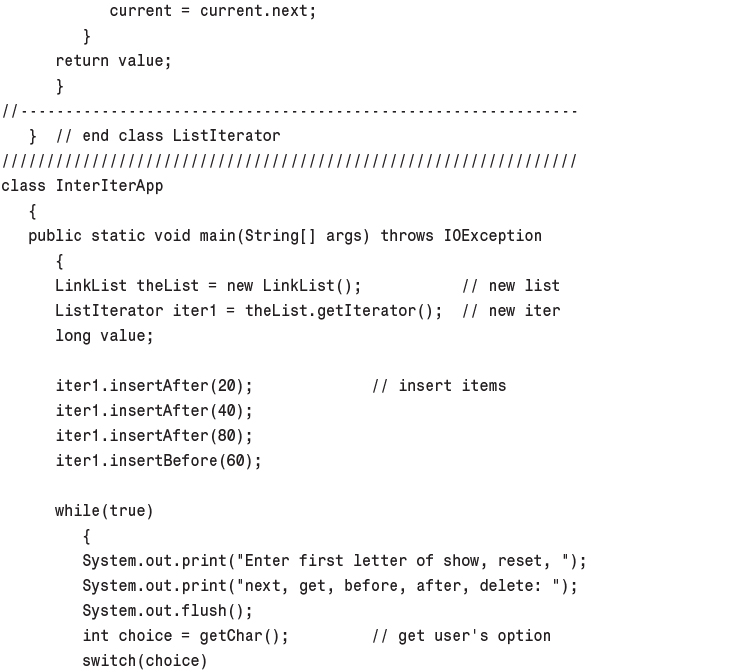 current = current.next;
         }
      return value;
      }
//--------------------------------------------------------------
   }  // end class ListIterator
////////////////////////////////////////////////////////////////
class InterIterApp
   {
   public static void main(String[] args) throws IOException
      {
      LinkList theList = new LinkList();           // new list
      ListIterator iter1 = theList.getIterator();  // new iter
      long value;

      iter1.insertAfter(20);             // insert items
      iter1.insertAfter(40);
      iter1.insertAfter(80);
      iter1.insertBefore(60);

      while(true)
         {
         System.out.print("Enter first letter of show, reset, ");
         System.out.print("next, get, before, after, delete: ");
         System.out.flush();
         int choice = getChar();         // get user's option
         switch(choice)